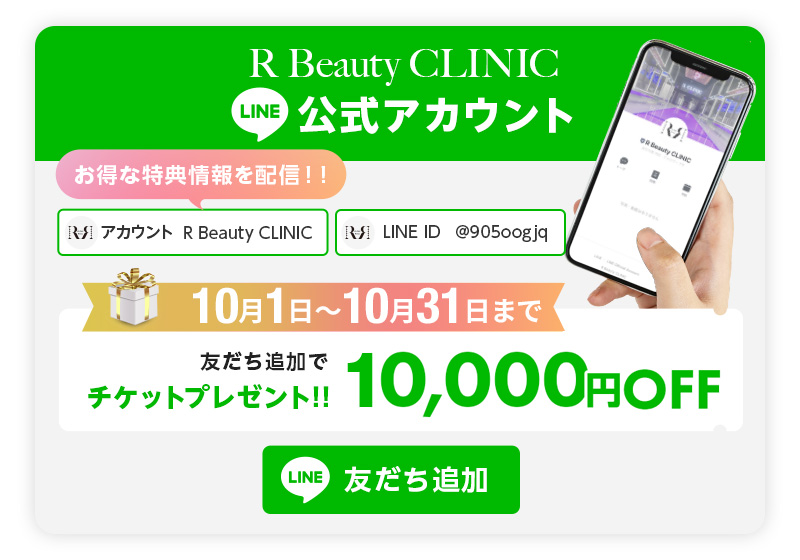 R Beauty CLINIC
LINE 公式アカウント
R Beauty CLINIC
お得な特典情報を配信！！
アカウント R Beauty CLINIC
LINE ID @905oogjq
10月1日～10月31日まで
友だち追加で
チケットプレゼント!!
10,000円OFF
LINE 友だち追加